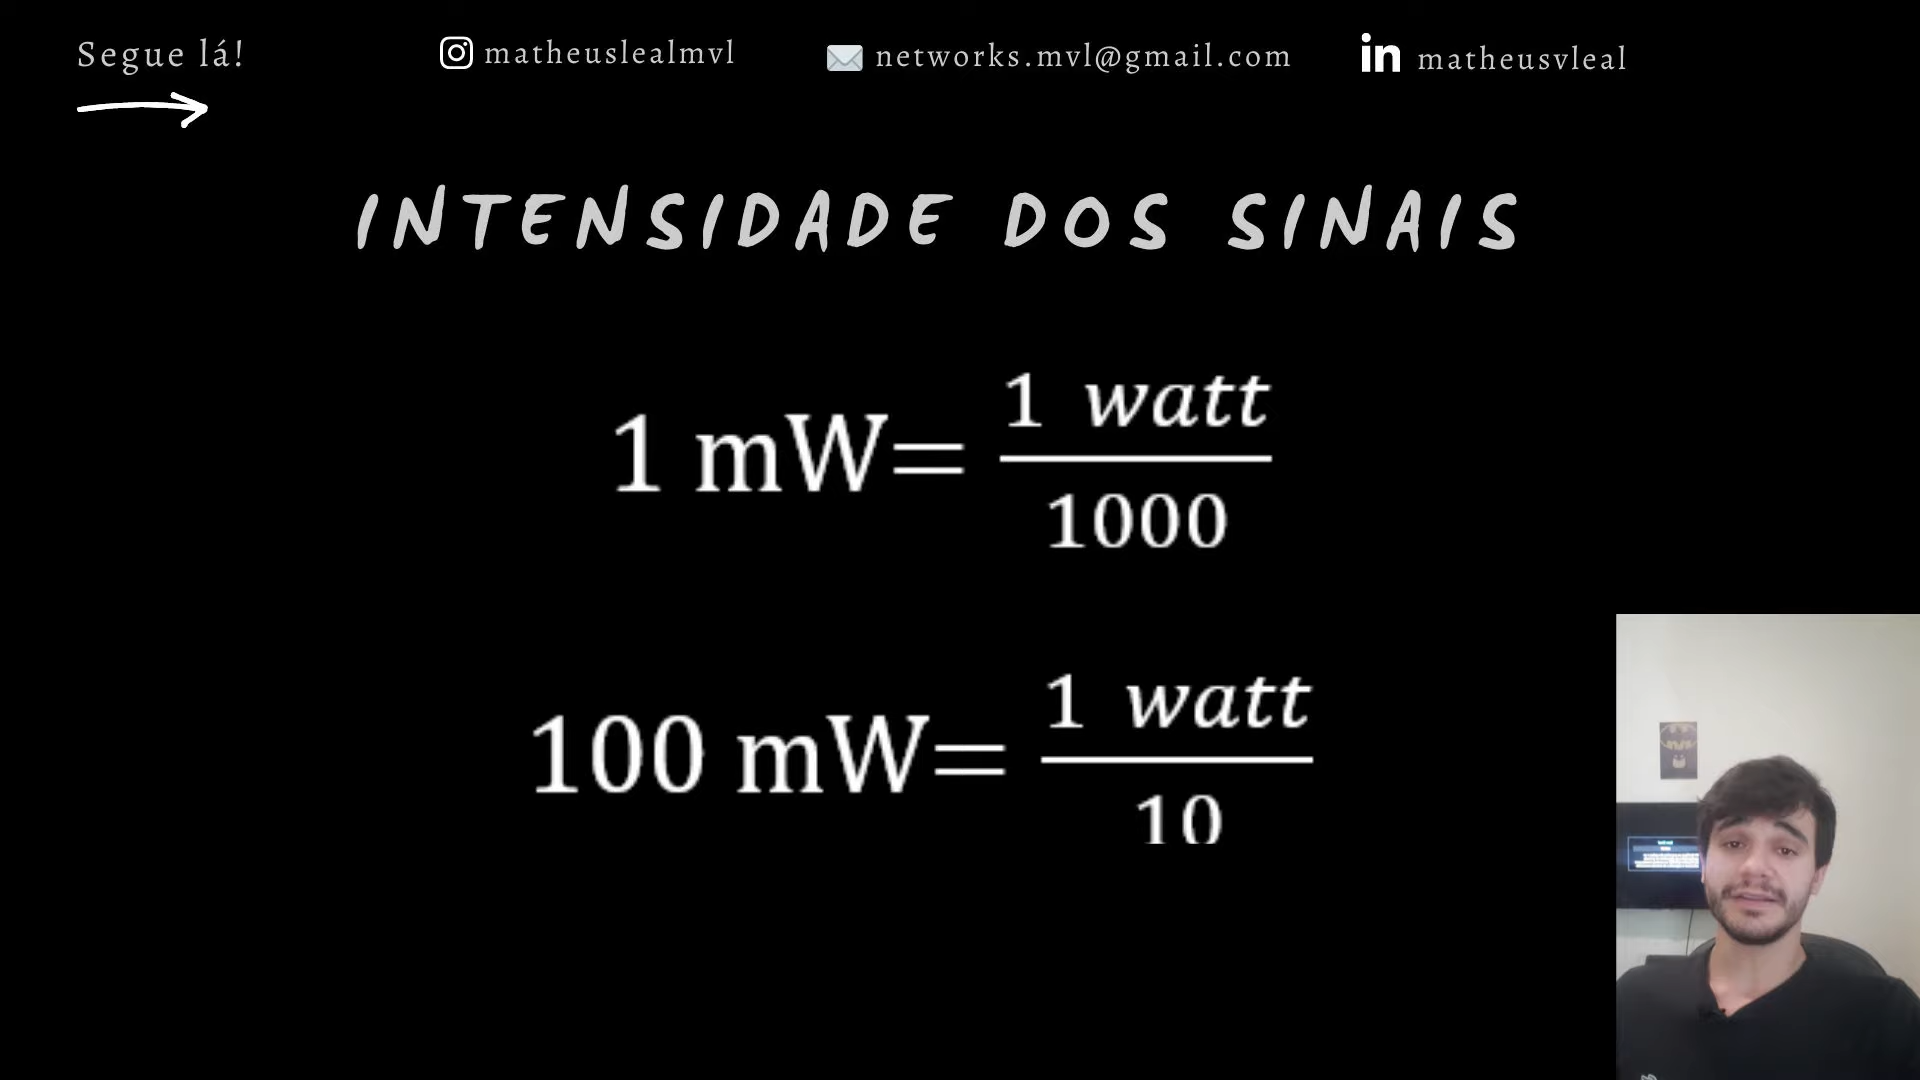 Segue lá!
matheuslealmvl
networks.mvl@gmail.com
in matheusvleal
INTENSIDADE DOS SINAIS
1 mW= 1 watt
1000
100 mW= 1 watt
10